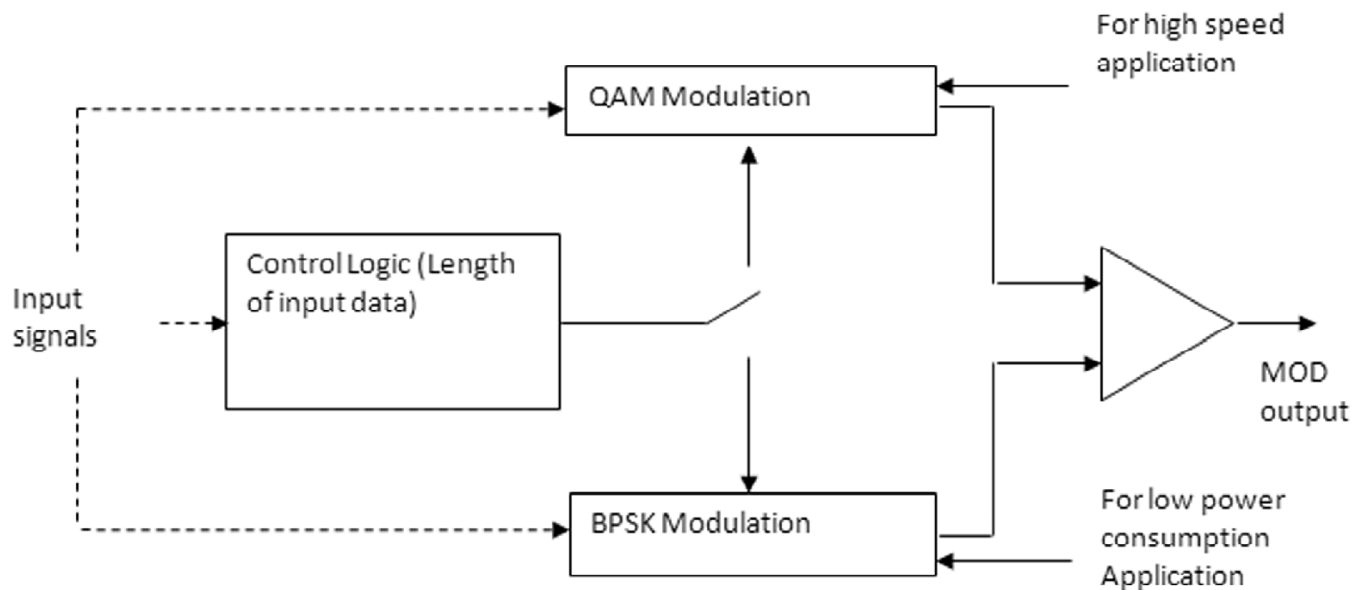 For high speed
application
QAM Modulation
Control Logic (Length
of input data)
Input
signals
MOD
output
BPSK Modulation
For low power
consumption
Application